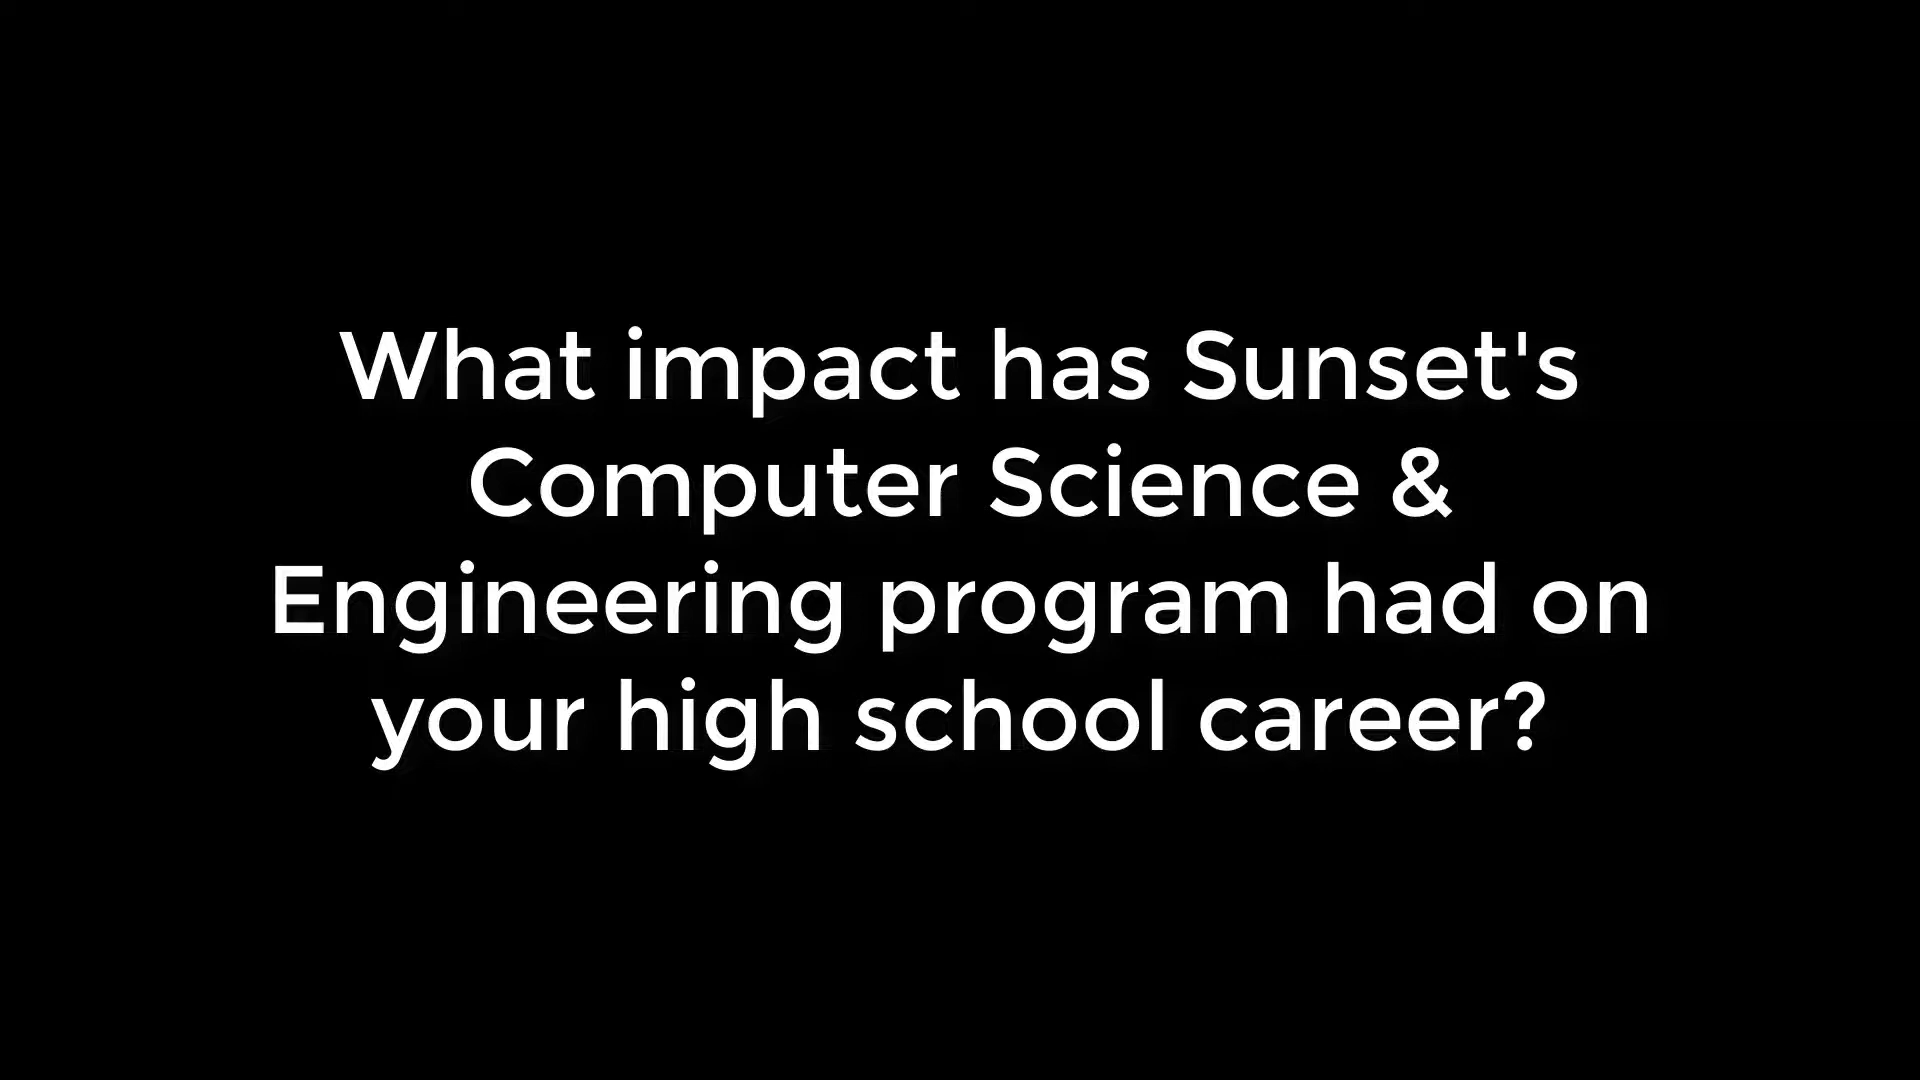 What impact has Sunset's
Computer Science &
Engineering program had on
your high school career?